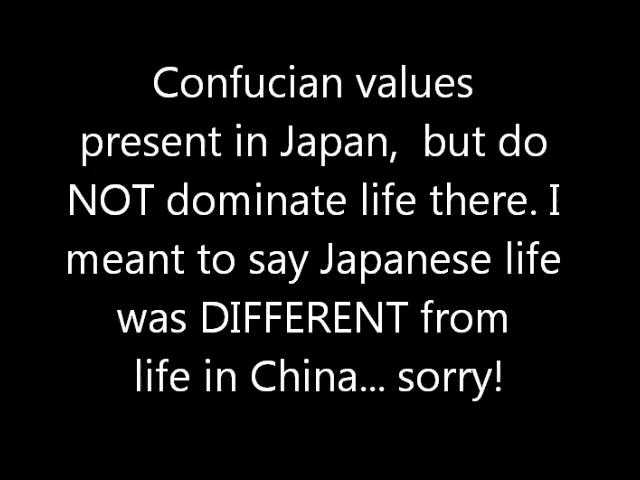 Confucian values
present in Japan,  but do
NOT dominate life there. I
meant to say Japanese life
was DIFFERENT from
life in China... sorry!